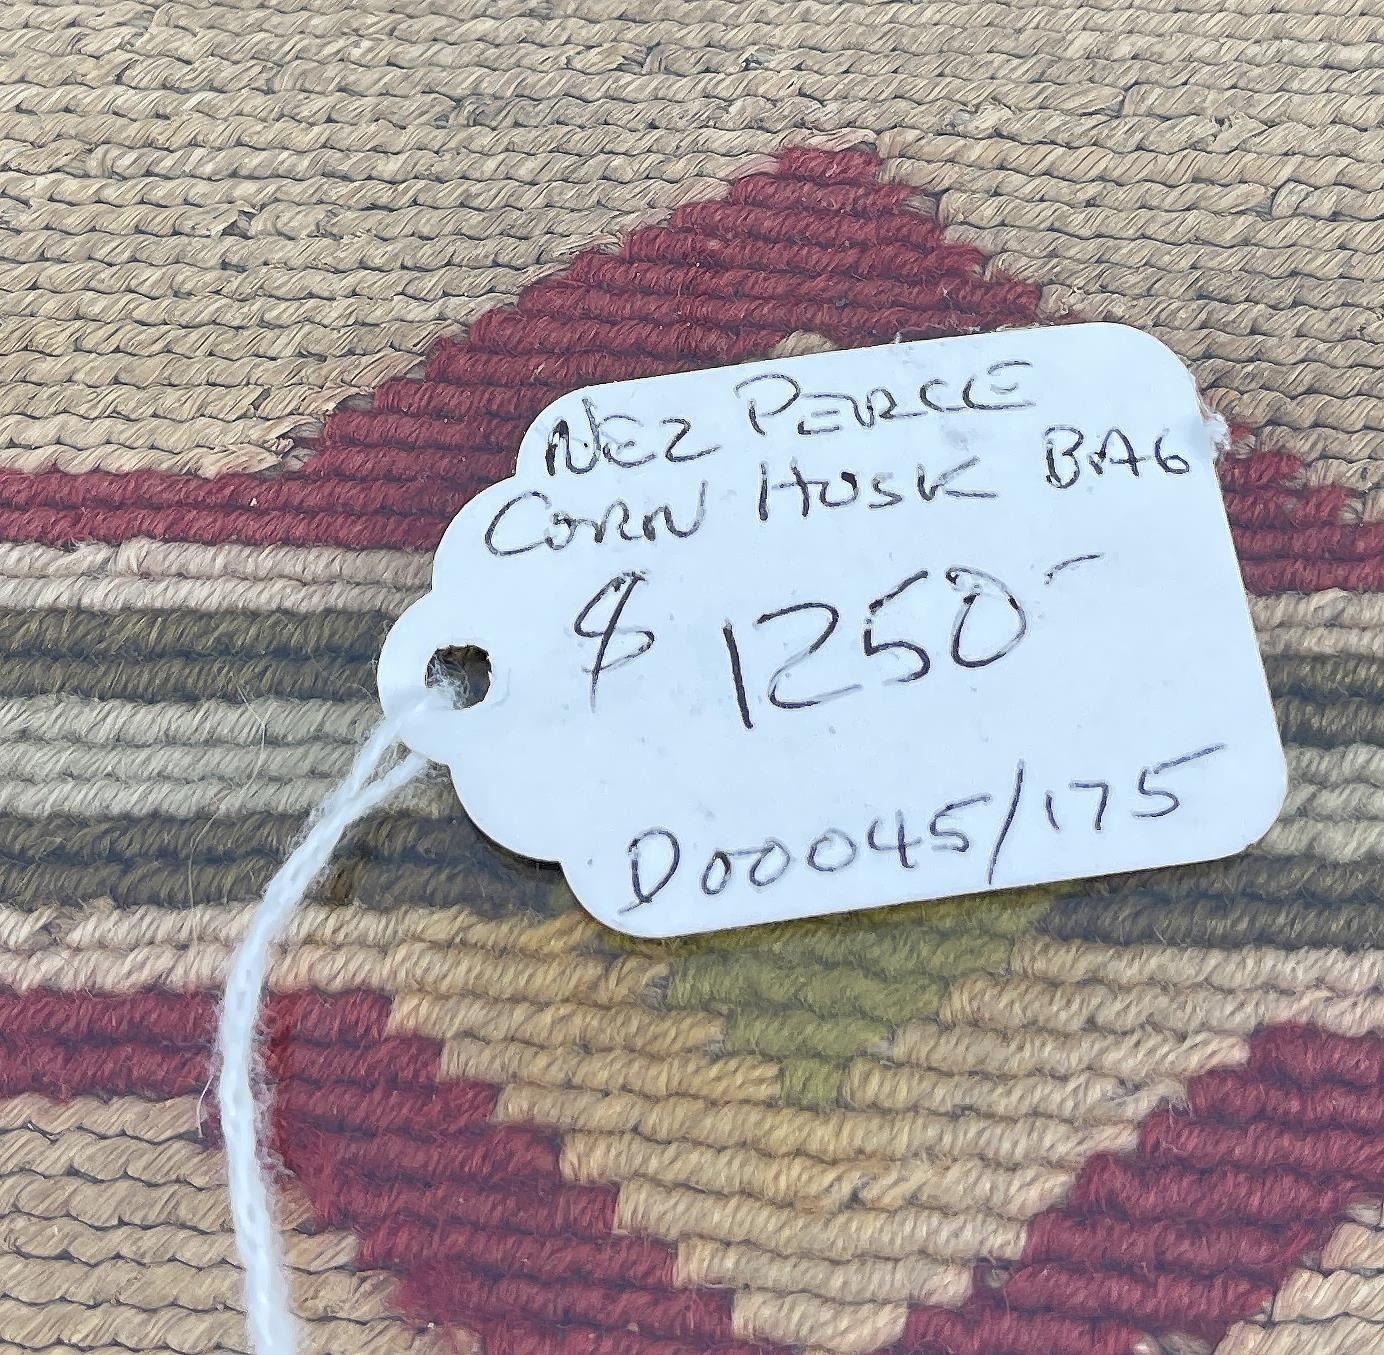 NEZ PERCE
CORN HUSK BAG
$ 1250-
D00045/175